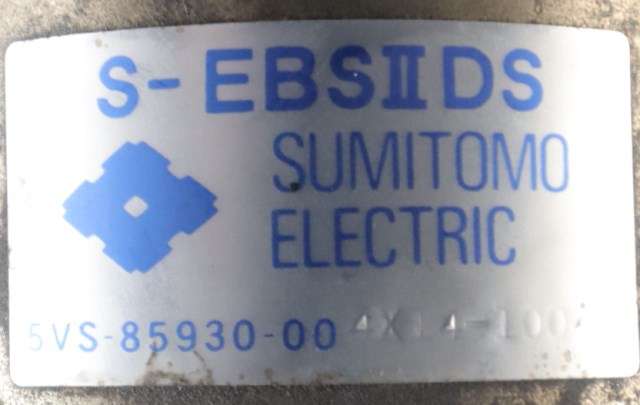 S-EBSⅡDS
SUMITOMO
ELECTRIC
5VS-85930-00